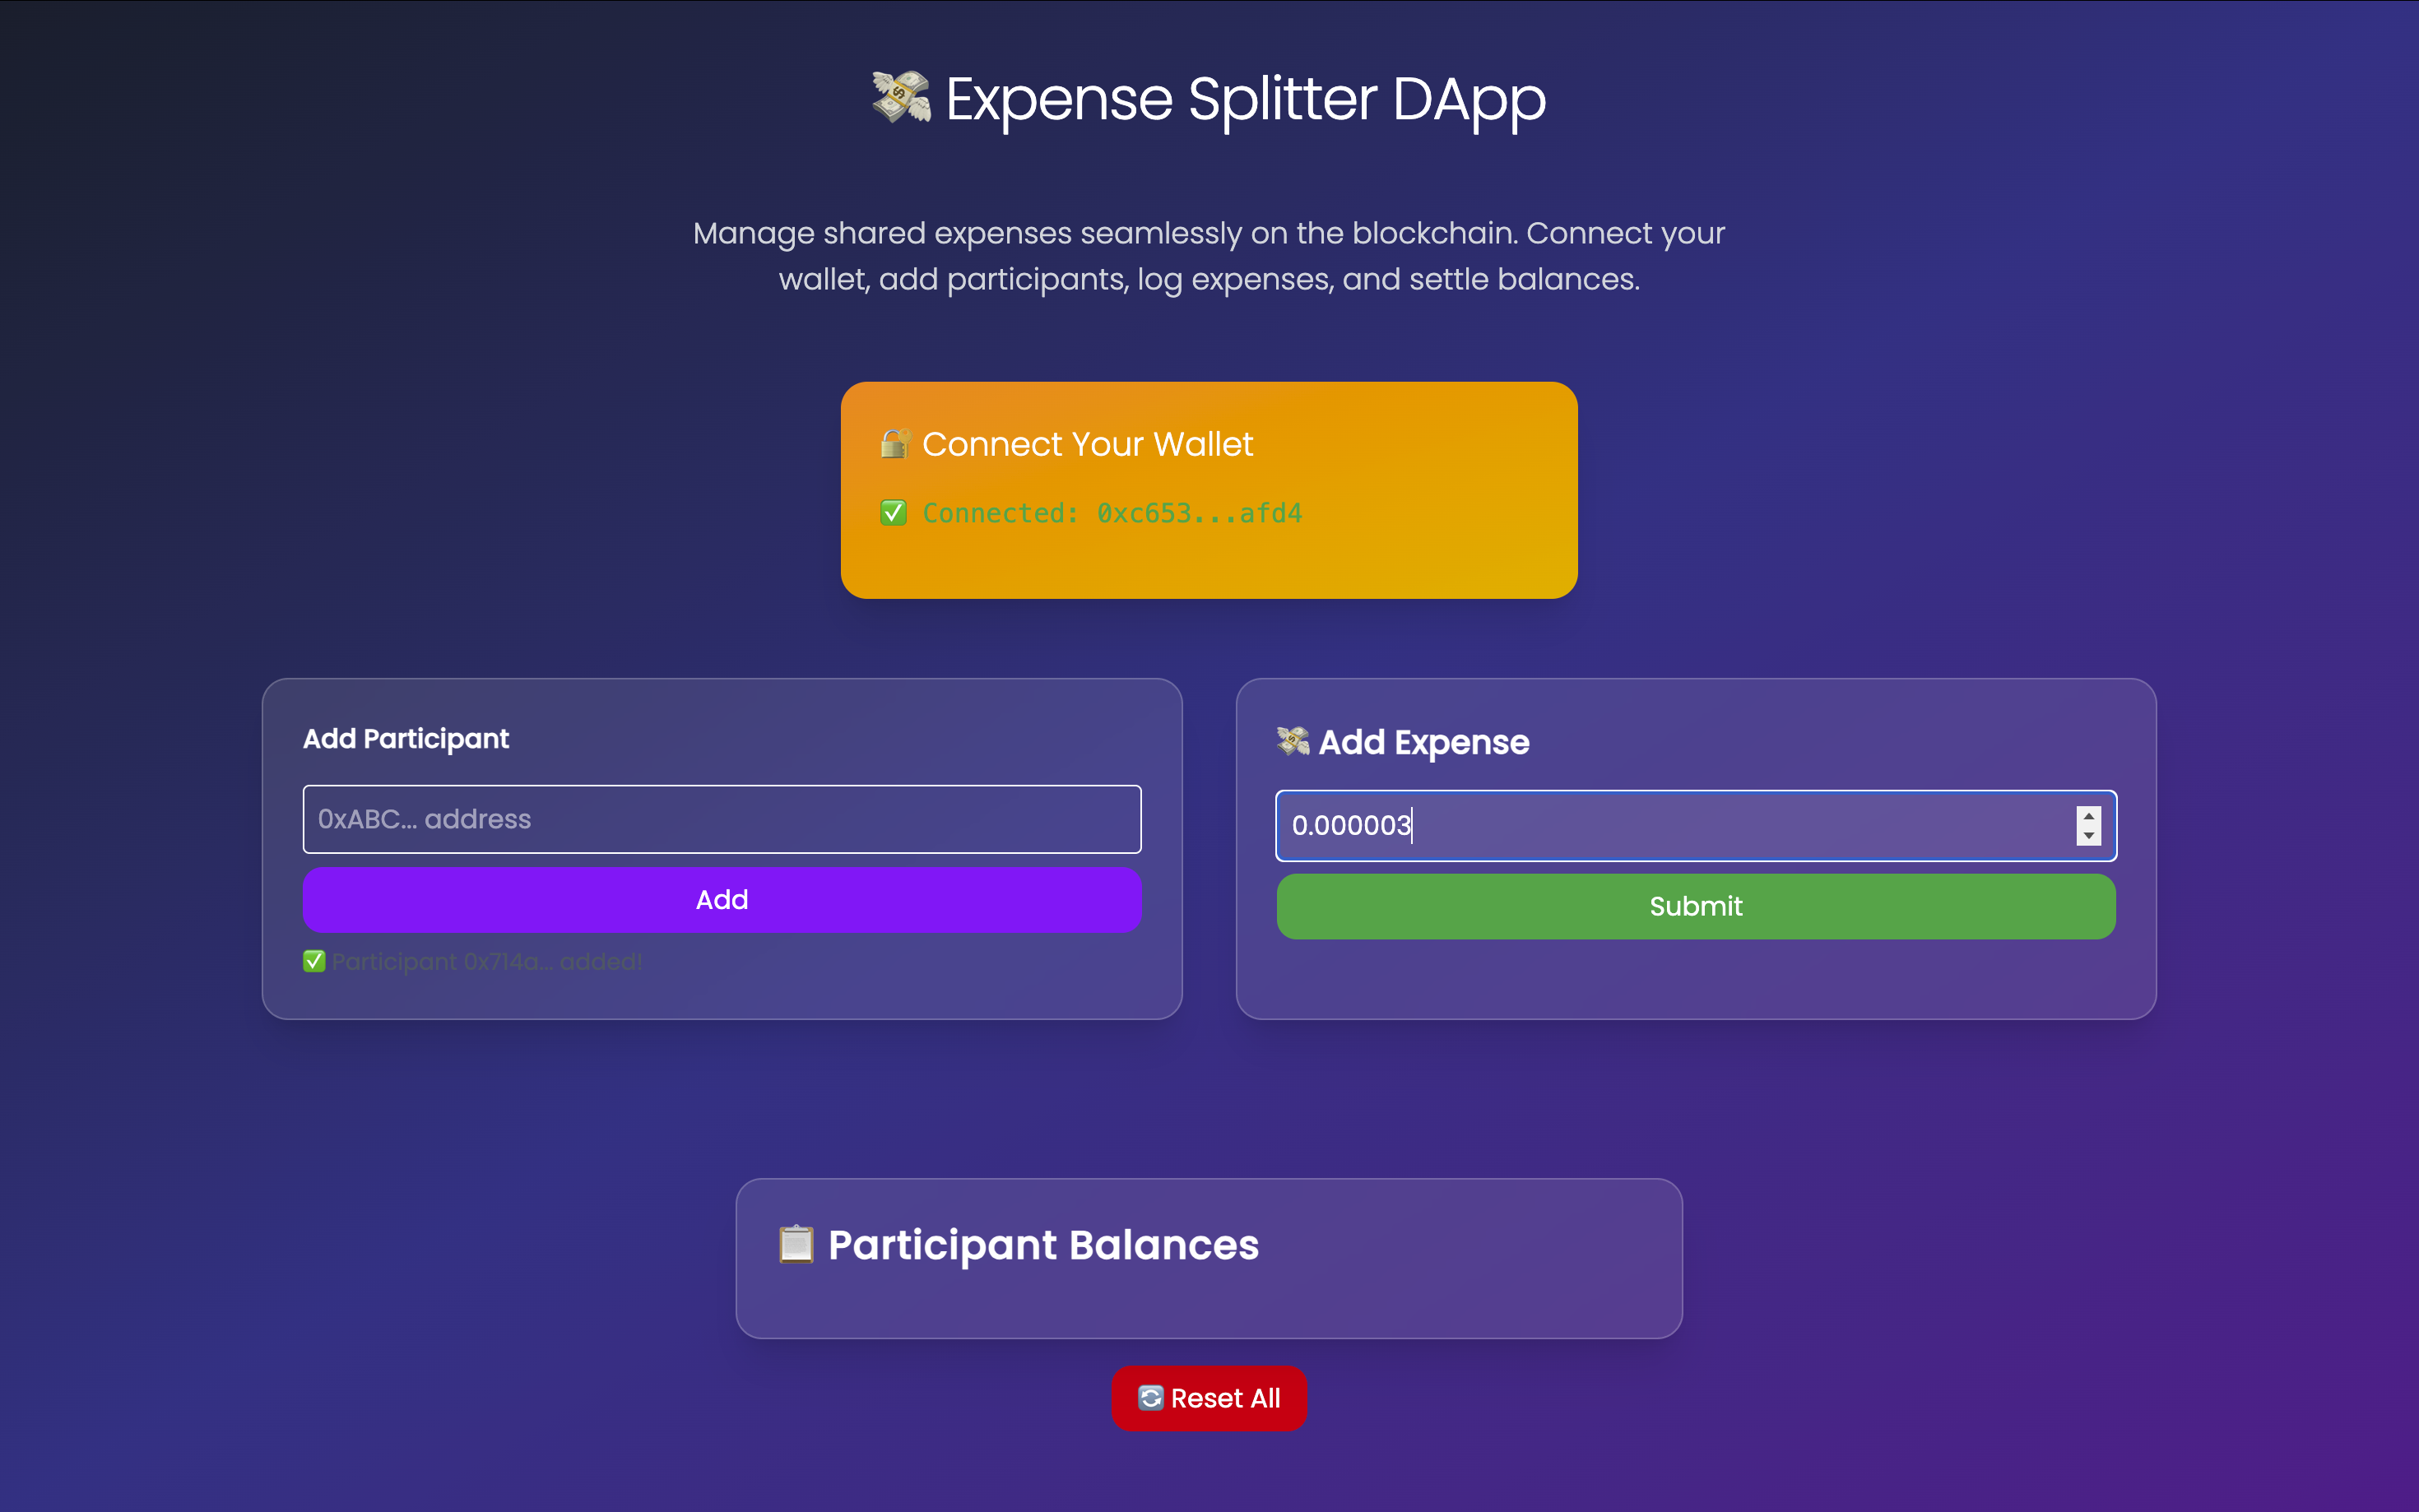 💸 Expense Splitter DApp
Manage shared expenses seamlessly on the blockchain. Connect your
wallet, add participants, log expenses, and settle balances.
🔐 Connect Your Wallet
✅ Connected: 0xc653...afd4
Add Participant
0xABC... address
Add
✅ Participant 0x714a... added!
💸 Add Expense
0.000003
Submit
📋 Participant Balances
🔄 Reset All